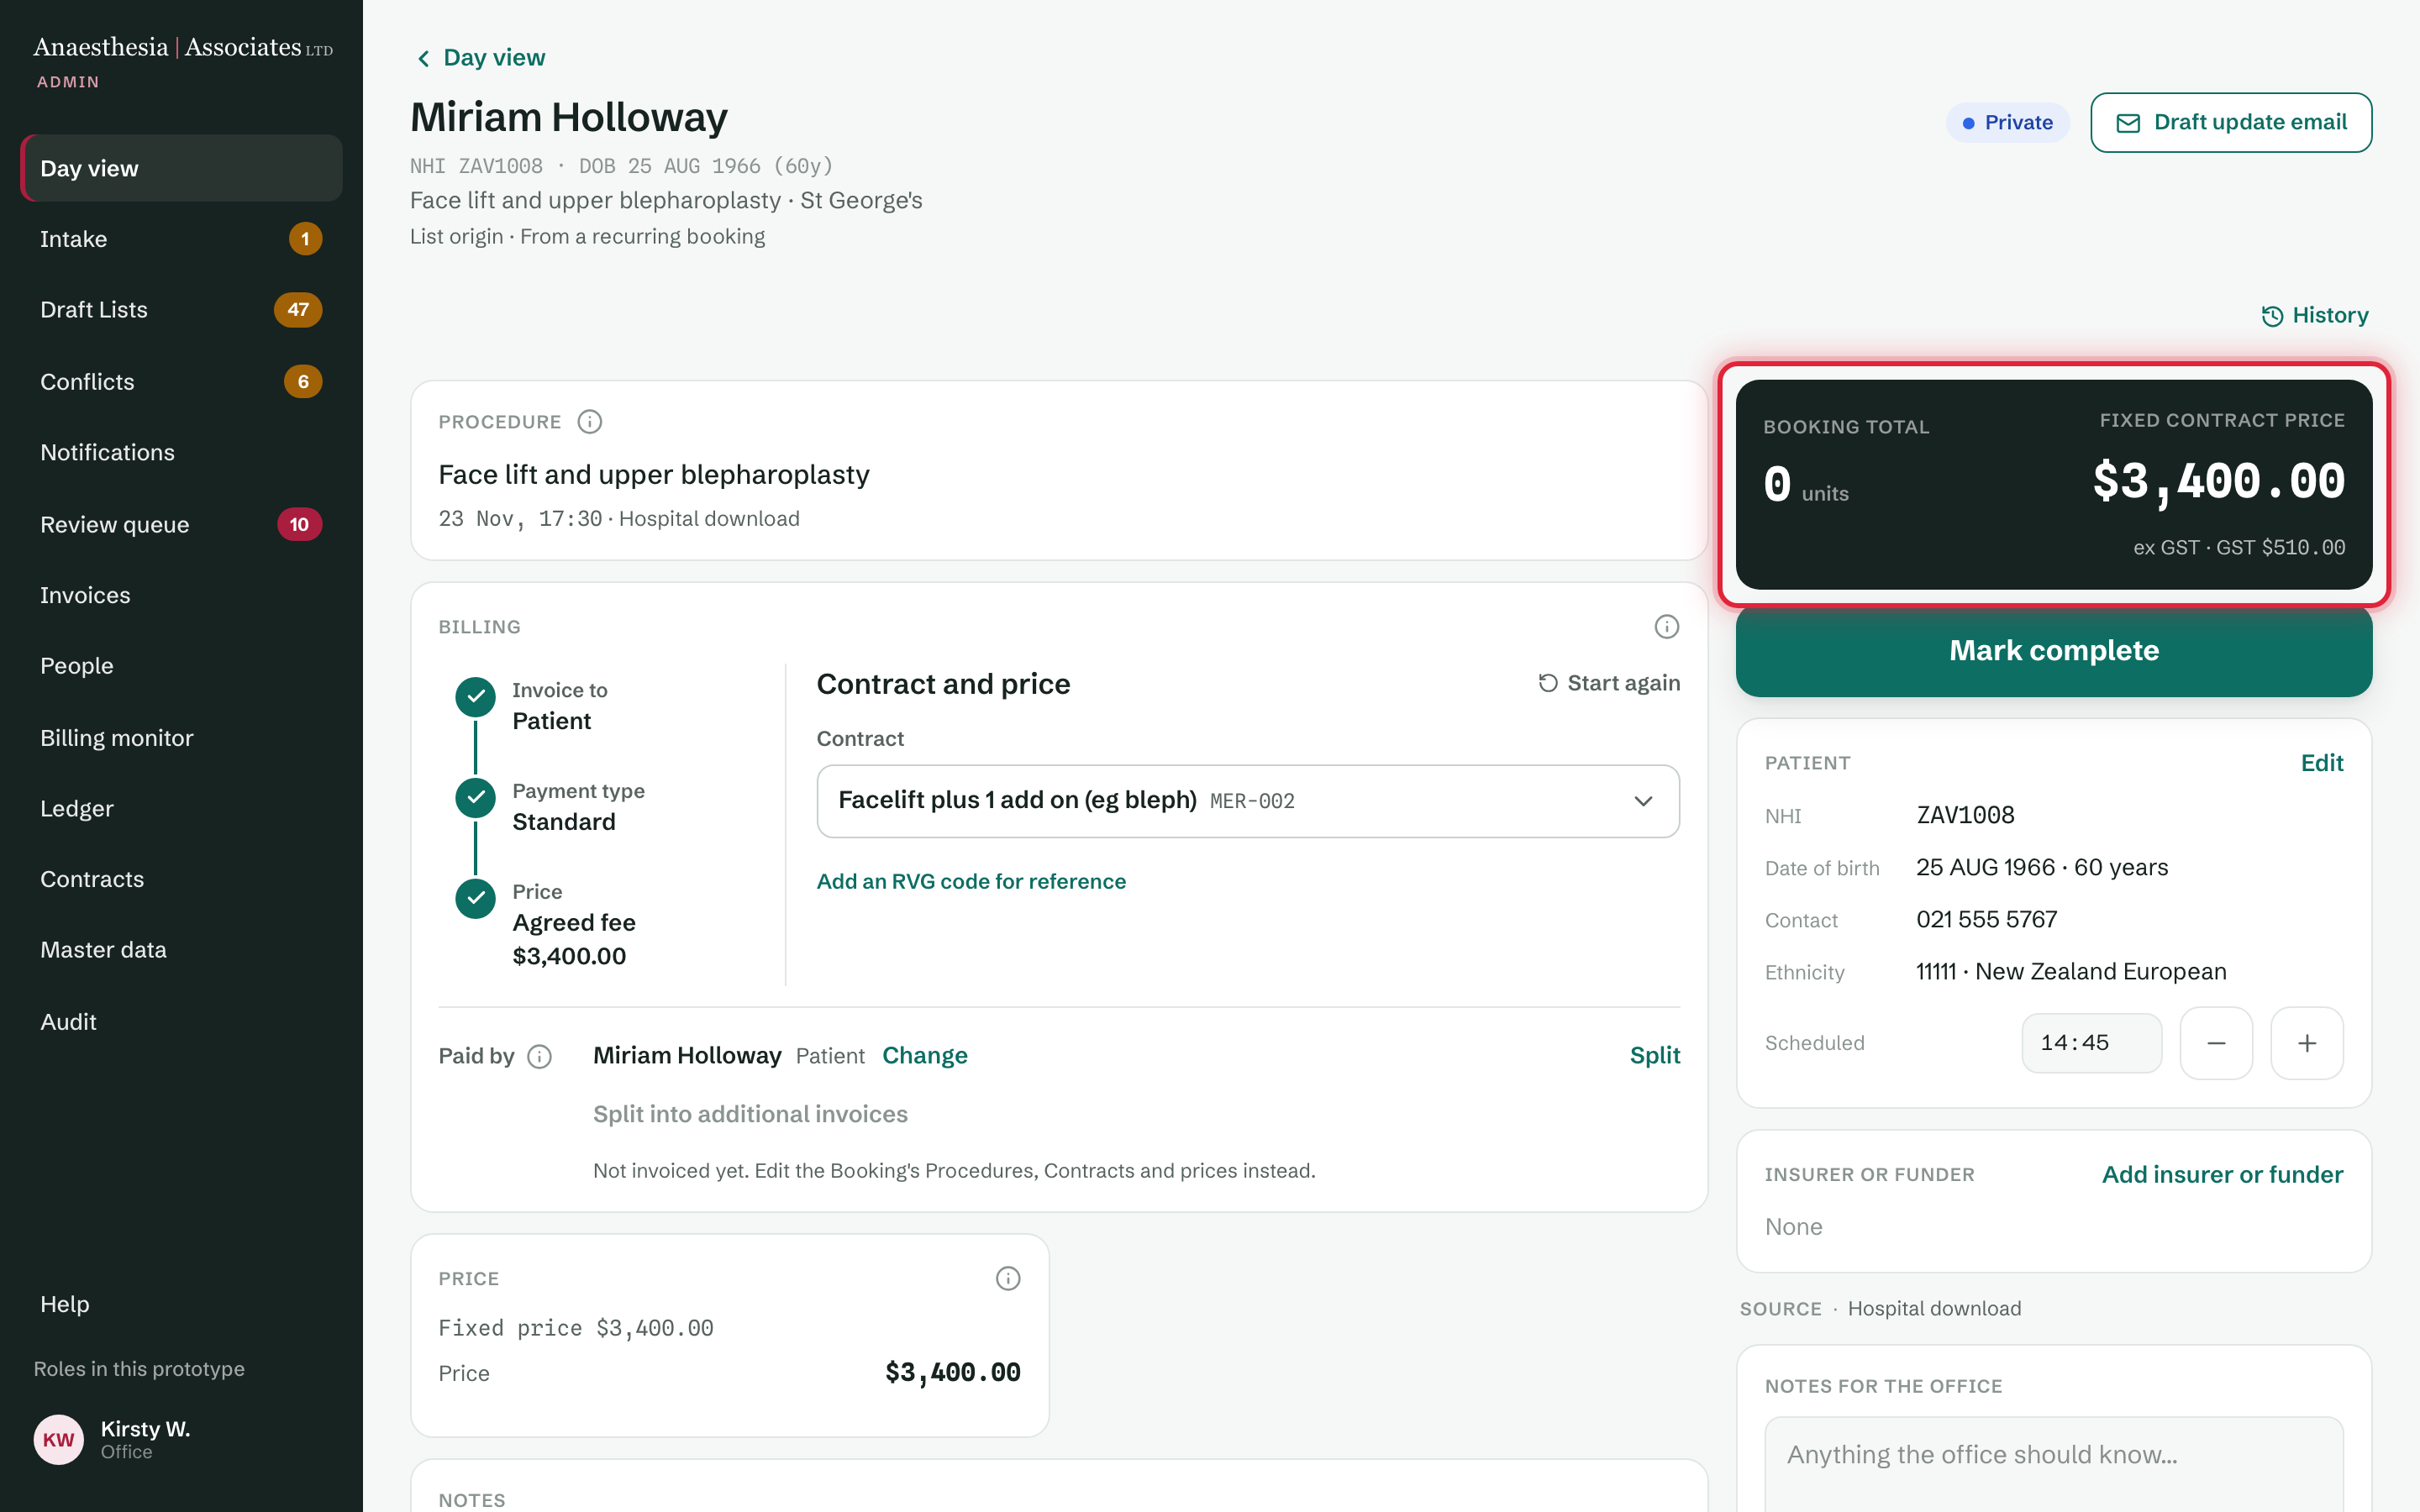 Anaesthesia | Associates LTD
ADMIN
Day view
Intake 1
Draft Lists 47
Conflicts 6
Notifications
Review queue 10
Invoices
People
Billing monitor
Ledger
Contracts
Master data
Audit
Help
Roles in this prototype
KW
Kirsty W.
Office
Day view
Miriam Holloway
NHI ZAV1008 · DOB 25 AUG 1966 (60y)
Face lift and upper blepharoplasty · St George's
List origin · From a recurring booking
Private
Draft update email
History
PROCEDURE
Face lift and upper blepharoplasty
23 Nov, 17:30 · Hospital download
BILLING
Invoice to
Patient
Payment type
Standard
Price
Agreed fee
$3,400.00
Contract and price
Start again
Contract
Facelift plus 1 add on (eg bleph) MER-002
Add an RVG code for reference
Paid by
Miriam Holloway Patient Change
Split
Split into additional invoices
Not invoiced yet. Edit the Booking's Procedures, Contracts and prices instead.
PRICE
Fixed price $3,400.00
Price $3,400.00
NOTES
BOOKING TOTAL
0 units
FIXED CONTRACT PRICE
$3,400.00
ex GST · GST $510.00
Mark complete
PATIENT
Edit
NHI ZAV1008
Date of birth 25 AUG 1966 · 60 years
Contact 021 555 5767
Ethnicity 11111 · New Zealand European
Scheduled 14:45 − +
INSURER OR FUNDER
Add insurer or funder
None
SOURCE · Hospital download
NOTES FOR THE OFFICE
Anything the office should know...